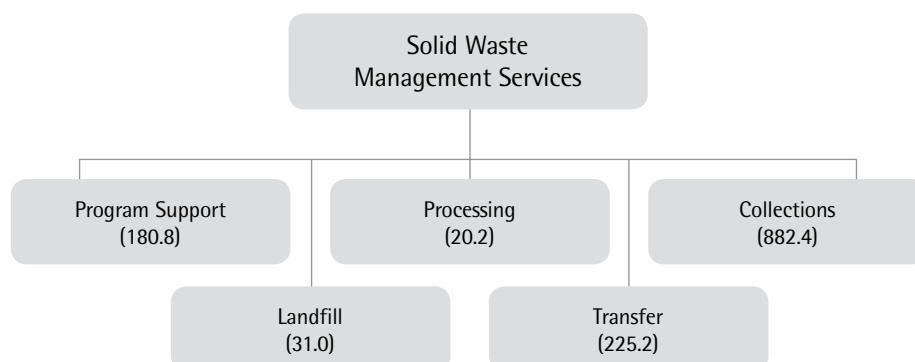 Solid Waste
Management Services
Program Support
(180.8)
Processing
(20.2)
Collections
(882.4)
Landfill
(31.0)
Transfer
(225.2)